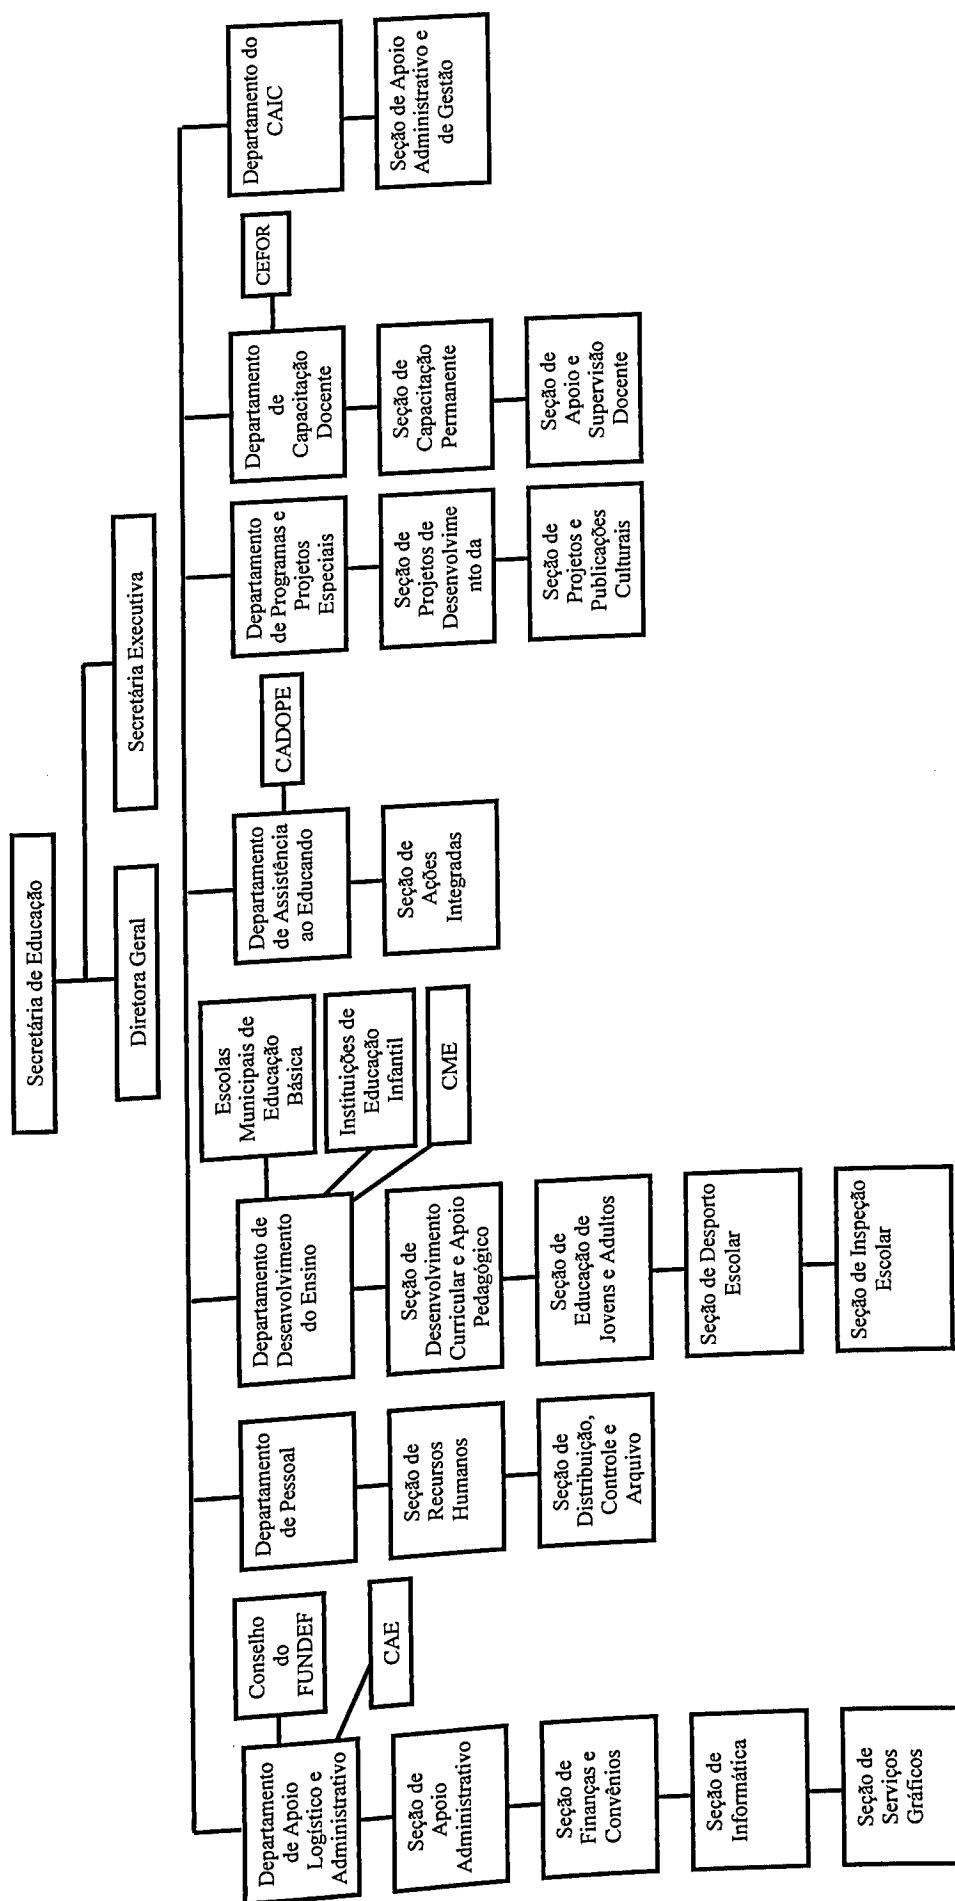 Secretária de Educação
Diretora Geral
Secretária Executiva
Departamento
de Apoio
Logístico e
Administrativo
Conselho
do
FUNDEF
CAE
Seção de
Apoio
Administrativo
Seção de
Finanças e
Convênios
Seção de
Informática
Seção de
Serviços
Gráficos
Departamento
de Pessoal
Seção de
Recursos
Humanos
Seção de
Distribuição,
Controle e
Arquivo
Departamento de
Desenvolvimento
do Ensino
Escolas
Municipais de
Educação
Básica
Instituições de
Educação
Infantil
CME
Seção de
Desenvolvimento
Curricular e Apoio
Pedagógico
Seção de
Educação de
Jovens e Adultos
Seção de Desporto
Escolar
Seção de Inspeção
Escolar
Departamento
de Assistência
ao Educando
CADOPE
Seção de
Ações
Integradas
Departamento
de Programas e
Projetos
Especiais
Seção de
Projetos de
Desenvolvime
nto da
Seção de
Projetos e
Publicações
Culturais
Departamento
de
Capacitação
Docente
CEFOR
Seção de
Capacitação
Permanente
Seção de
Apoio e
Supervisão
Docente
Departamento do
CAIC
Seção de Apoio
Administrativo e
de Gestão